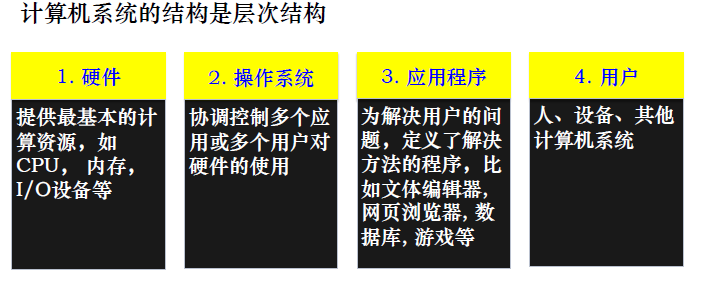 计算机系统的结构是层次结构
1. 硬件
提供最基本的计
算资源，如
CPU， 内存，
I/O设备等
2. 操作系统
协调控制多个应
用或多个用户对
硬件的使用
3. 应用程序
为解决用户的问
题，定义了解决
方法的程序，比
如文体编辑器,
网页浏览器, 数
据库, 游戏等
4. 用户
人、设备、其他
计算机系统